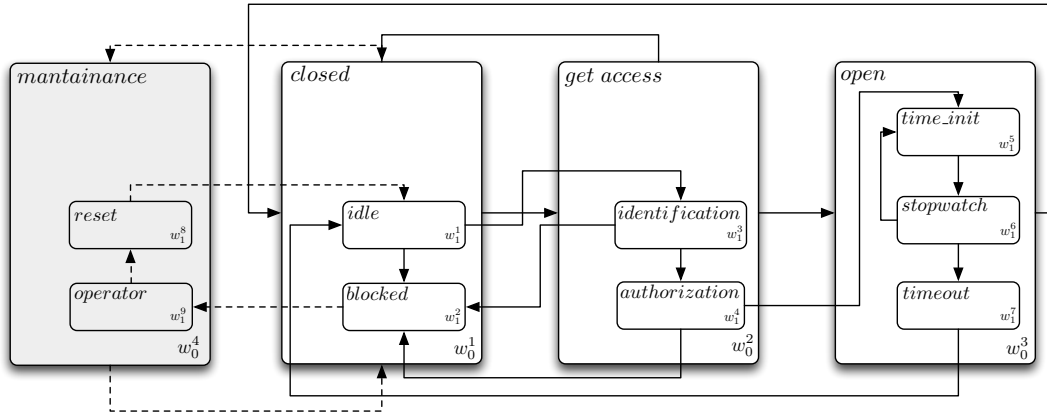 mantainance
closed
get access
open
time_init
w_1^5
reset
w_1^8
idle
w_1^1
identification
w_1^3
stopwatch
w_1^6
operator
w_1^9
blocked
w_1^2
authorization
w_1^4
timeout
w_1^7
w_0^4
w_0^1
w_0^2
w_0^3